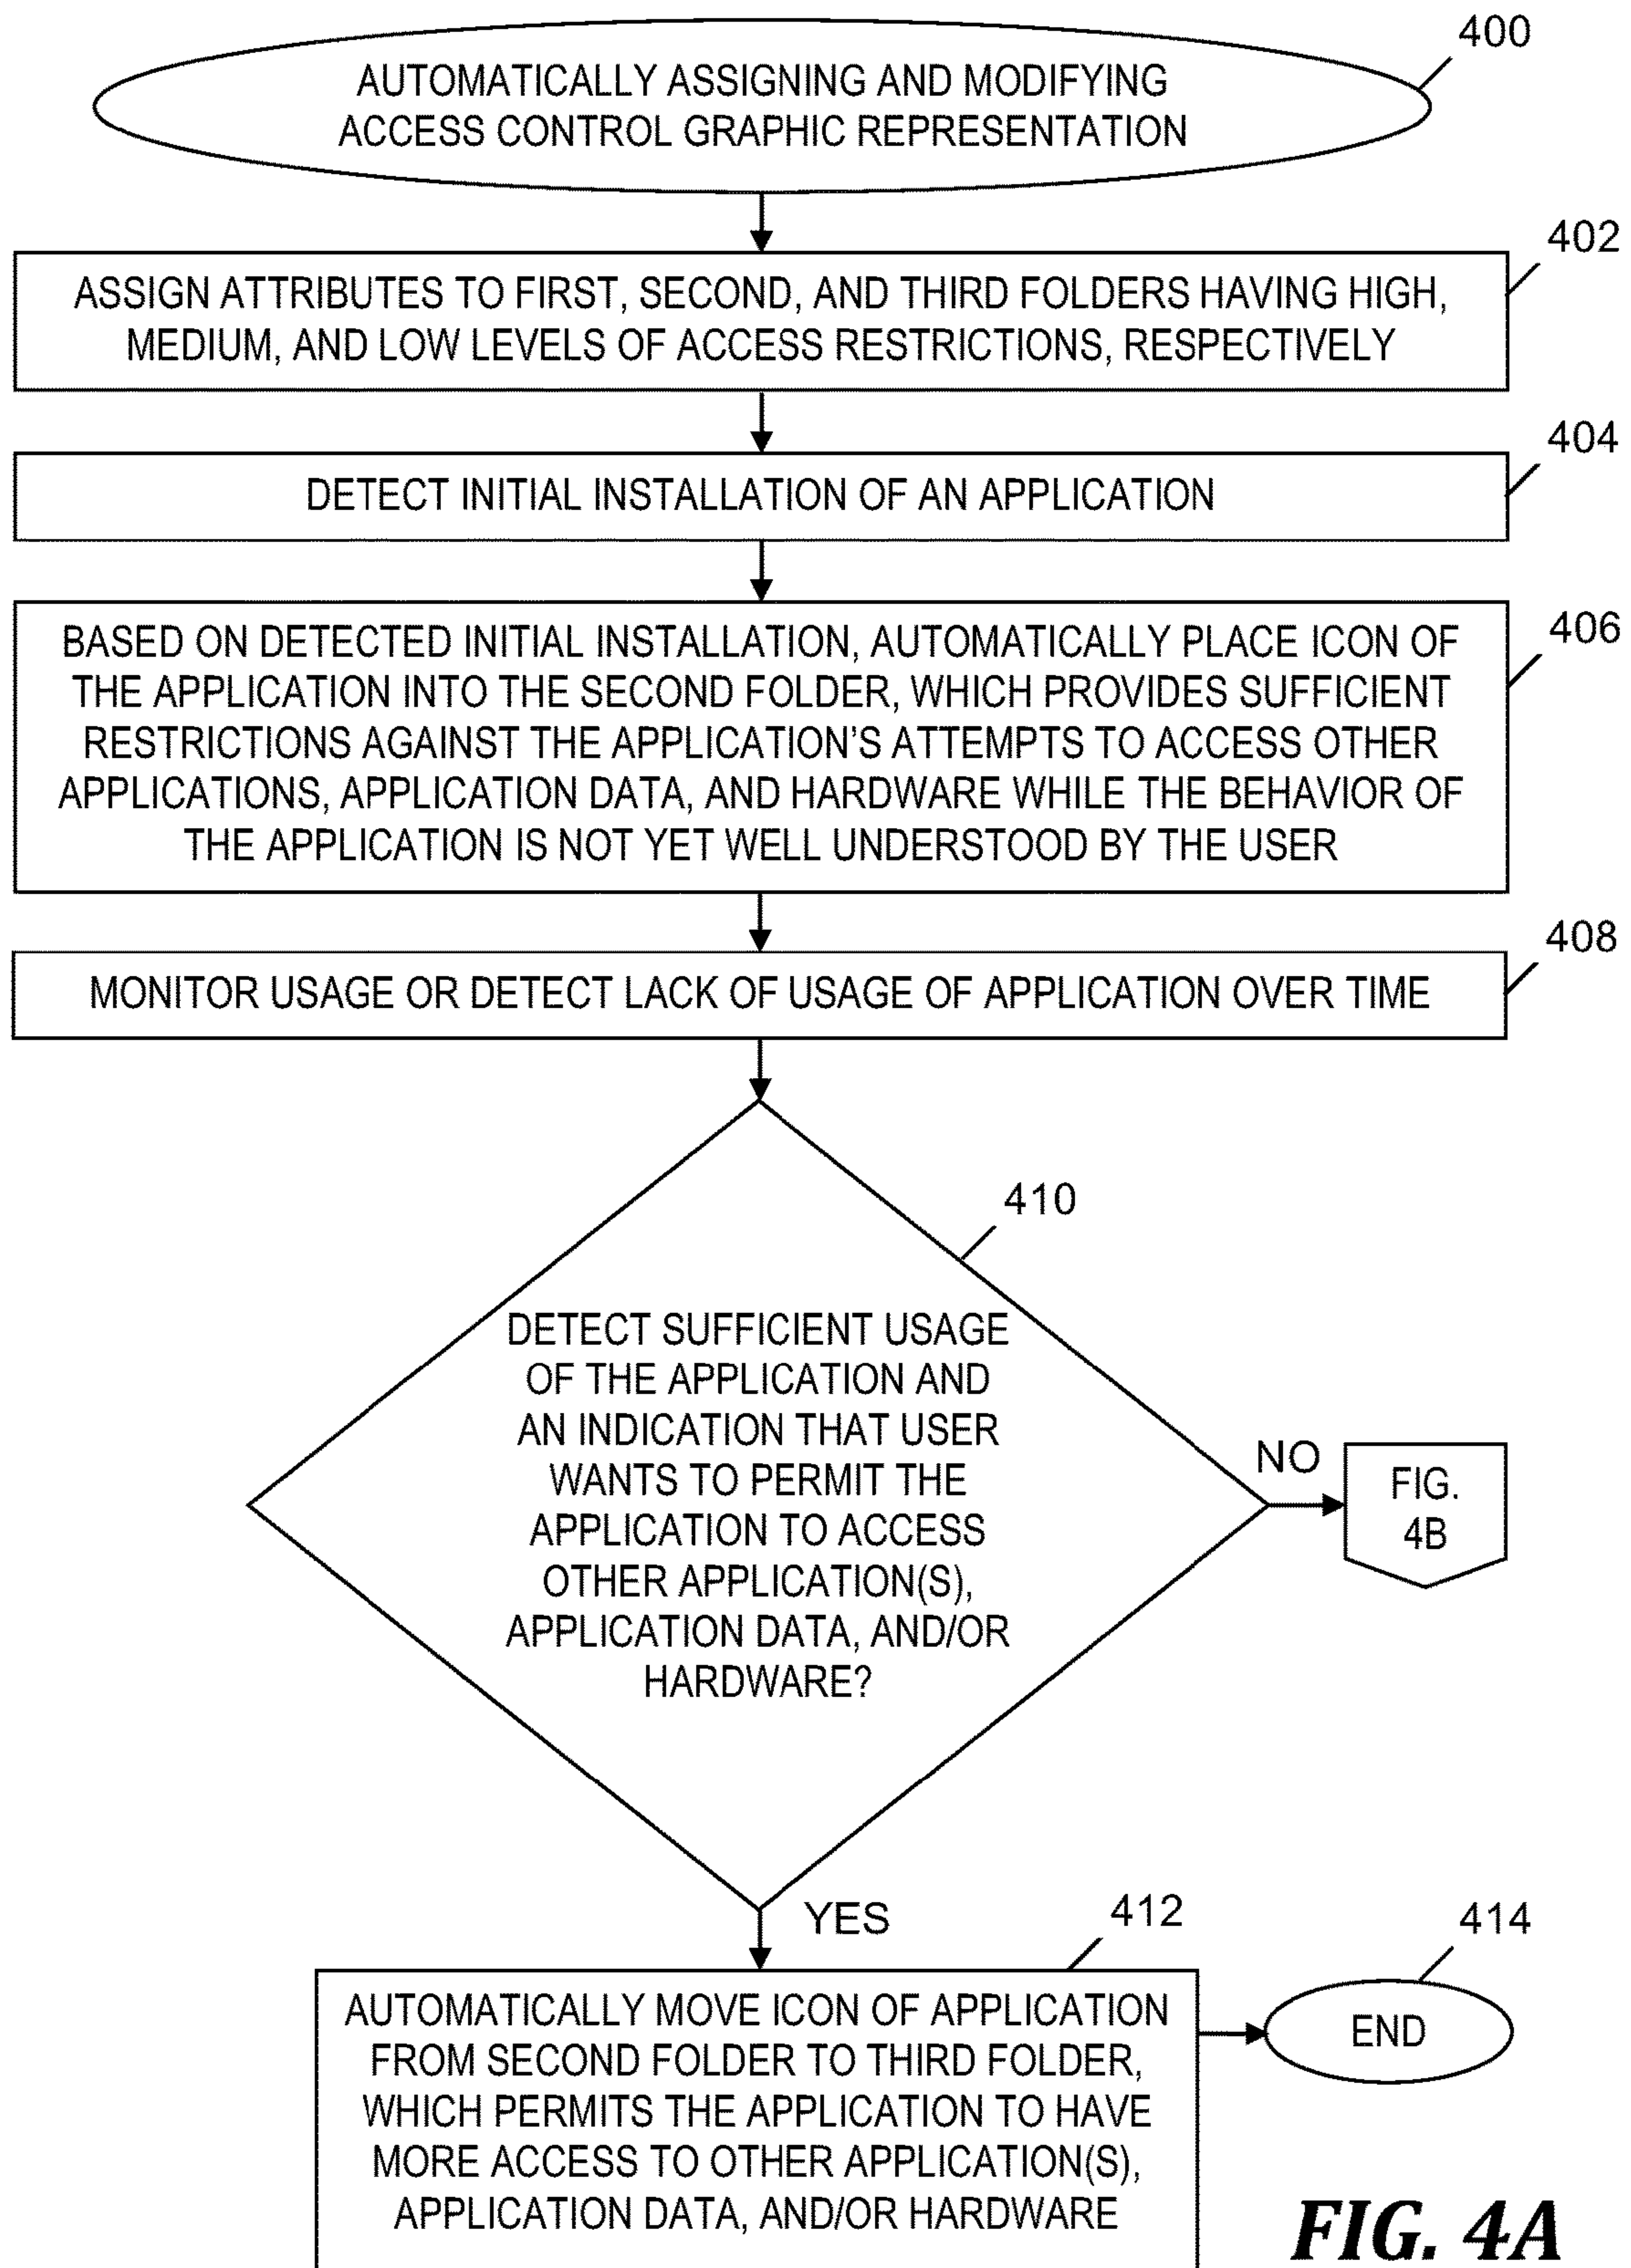 400
AUTOMATICALLY ASSIGNING AND MODIFYING
ACCESS CONTROL GRAPHIC REPRESENTATION
402
ASSIGN ATTRIBUTES TO FIRST, SECOND, AND THIRD FOLDERS HAVING HIGH,
MEDIUM, AND LOW LEVELS OF ACCESS RESTRICTIONS, RESPECTIVELY
404
DETECT INITIAL INSTALLATION OF AN APPLICATION
406
BASED ON DETECTED INITIAL INSTALLATION, AUTOMATICALLY PLACE ICON OF
THE APPLICATION INTO THE SECOND FOLDER, WHICH PROVIDES SUFFICIENT
RESTRICTIONS AGAINST THE APPLICATION'S ATTEMPTS TO ACCESS OTHER
APPLICATIONS, APPLICATION DATA, AND HARDWARE WHILE THE BEHAVIOR OF
THE APPLICATION IS NOT YET WELL UNDERSTOOD BY THE USER
408
MONITOR USAGE OR DETECT LACK OF USAGE OF APPLICATION OVER TIME
410
DETECT SUFFICIENT USAGE
OF THE APPLICATION AND
AN INDICATION THAT USER
WANTS TO PERMIT THE
APPLICATION TO ACCESS
OTHER APPLICATION(S),
APPLICATION DATA, AND/OR
HARDWARE?
NO
FIG.
4B
YES
412
AUTOMATICALLY MOVE ICON OF APPLICATION
FROM SECOND FOLDER TO THIRD FOLDER,
WHICH PERMITS THE APPLICATION TO HAVE
MORE ACCESS TO OTHER APPLICATION(S),
APPLICATION DATA, AND/OR HARDWARE
414
END
FIG. 4A